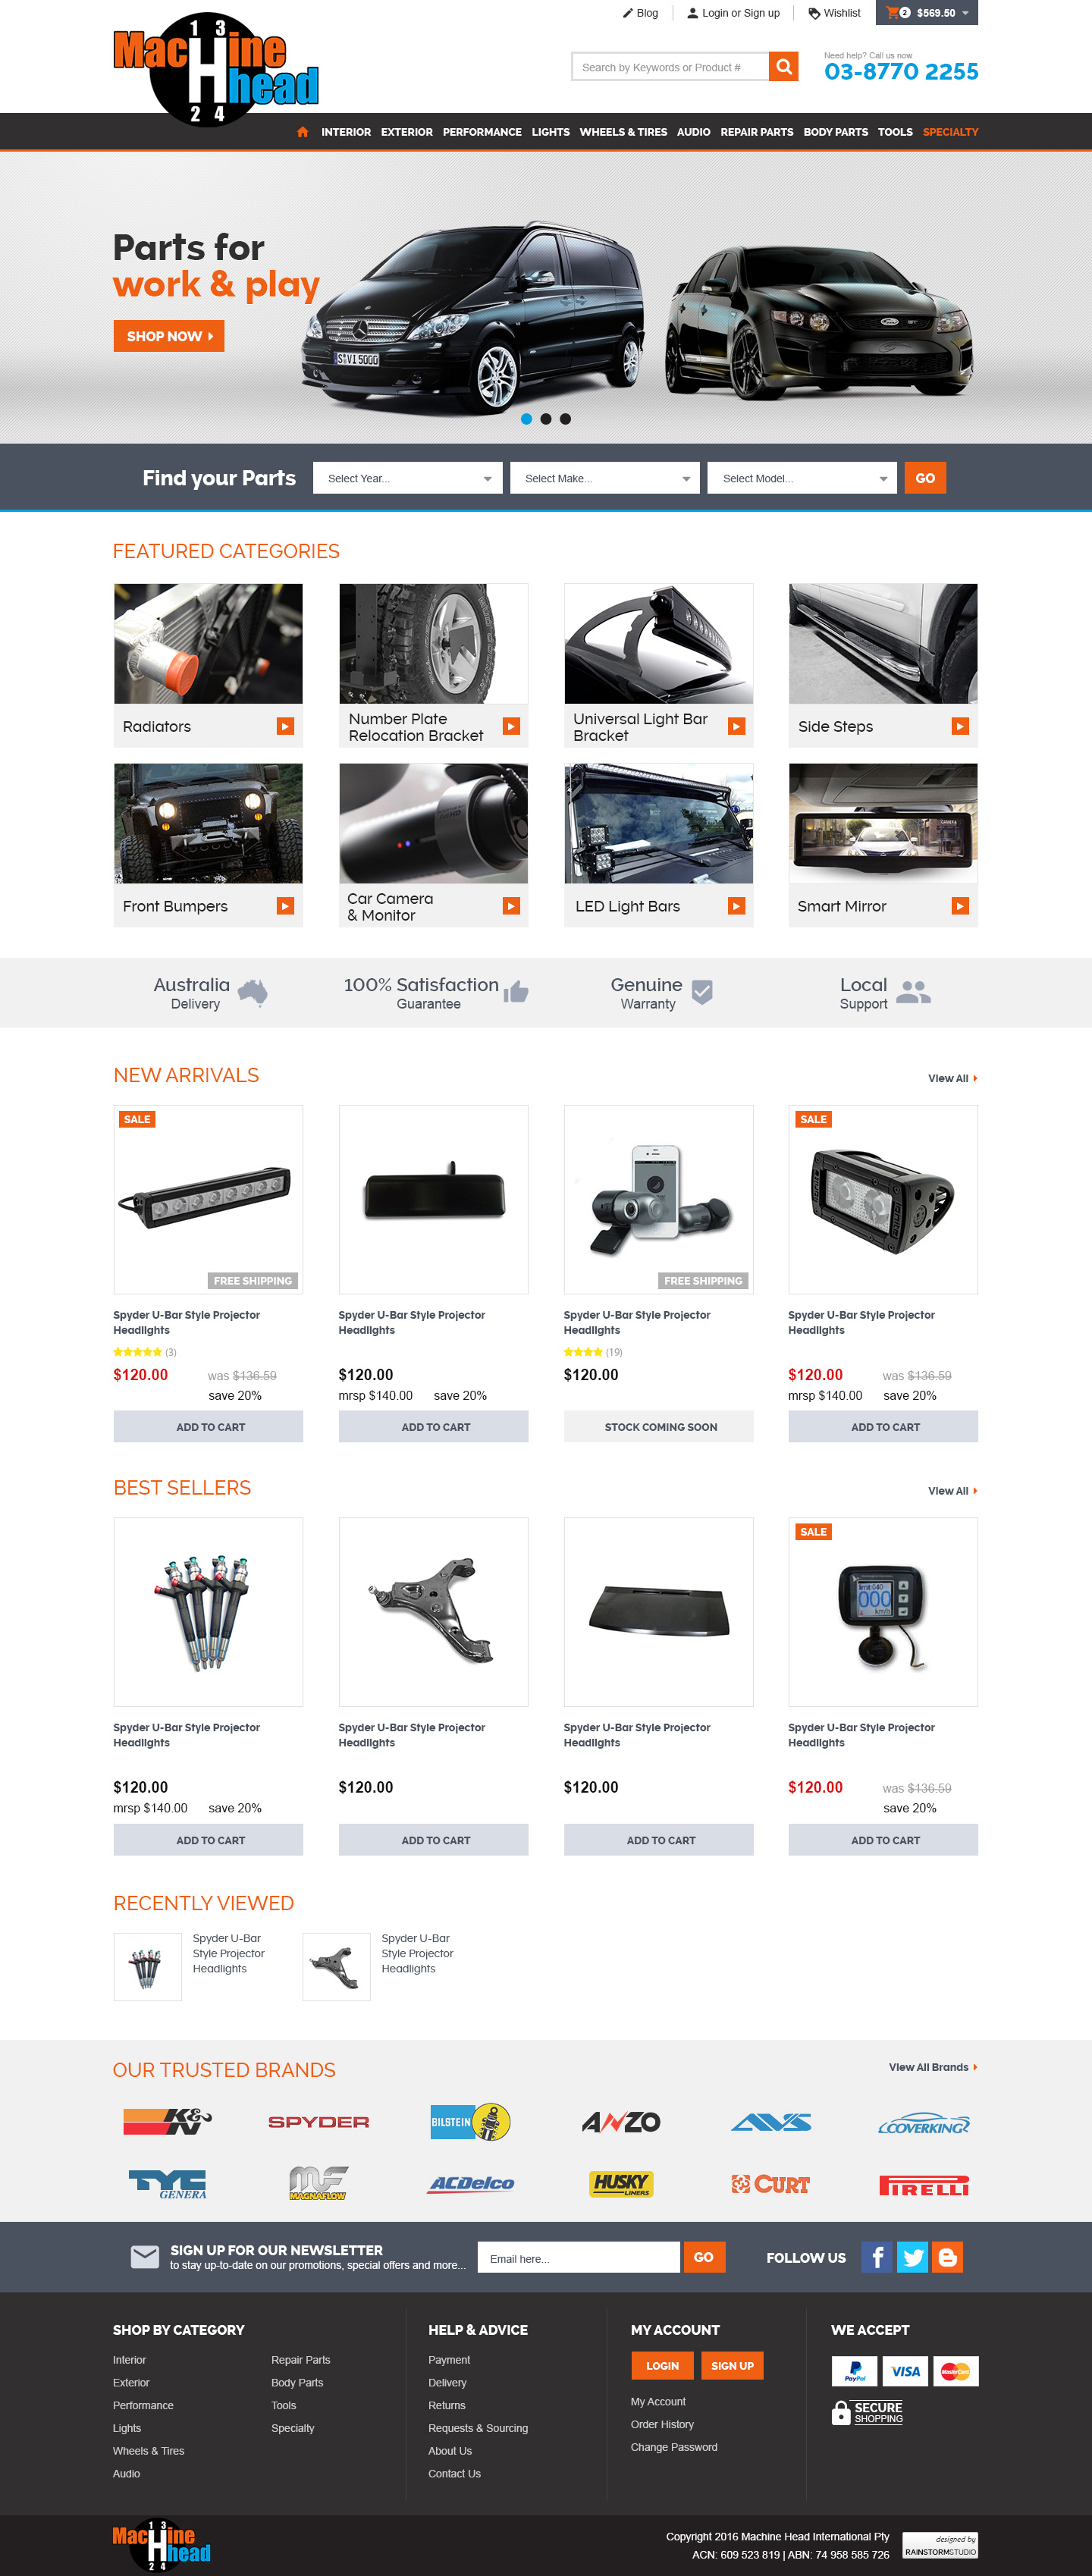 Blog
Login or Sign up
Wishlist
2
$569.50
1 3
MacHine
Head
2 4
Search by Keywords or Product #
Need help? Call us now
03-8770 2255
INTERIOR
EXTERIOR
PERFORMANCE
LIGHTS
WHEELS & TIRES
AUDIO
REPAIR PARTS
BODY PARTS
TOOLS
SPECIALTY
Parts for
work & play
SHOP NOW
S·VI 5000
Find your Parts
Select Year...
Select Make...
Select Model...
GO
FEATURED CATEGORIES
Radiators
Number Plate
Relocation Bracket
Universal Light Bar
Bracket
Side Steps
Front Bumpers
Car Camera
& Monitor
LED Light Bars
Smart Mirror
Australia
Delivery
100% Satisfaction
Guarantee
Genuine
Warranty
Local
Support
NEW ARRIVALS
View All
SALE
FREE SHIPPING
FREE SHIPPING
SALE
Spyder U-Bar Style Projector
Headlights
(3)
$120.00
was $136.59
save 20%
ADD TO CART
Spyder U-Bar Style Projector
Headlights
$120.00
mrsp $140.00
save 20%
ADD TO CART
Spyder U-Bar Style Projector
Headlights
(19)
$120.00
STOCK COMING SOON
Spyder U-Bar Style Projector
Headlights
$120.00
was $136.59
mrsp $140.00
save 20%
ADD TO CART
BEST SELLERS
View All
SALE
limit:040
000
km/h
Spyder U-Bar Style Projector
Headlights
$120.00
mrsp $140.00
save 20%
ADD TO CART
Spyder U-Bar Style Projector
Headlights
$120.00
ADD TO CART
Spyder U-Bar Style Projector
Headlights
$120.00
ADD TO CART
Spyder U-Bar Style Projector
Headlights
$120.00
was $136.59
save 20%
ADD TO CART
RECENTLY VIEWED
Spyder U-Bar
Style Projector
Headlights
Spyder U-Bar
Style Projector
Headlights
OUR TRUSTED BRANDS
View All Brands
K&N
SPYDER
BILSTEIN
ANZO
AVS
COVERKING
TYC
GENERA
MF
MAGNAFLOW
ACDelco
HUSKY
LINERS
CURT
PIRELLI
SIGN UP FOR OUR NEWSLETTER
to stay up-to-date on our promotions, special offers and more...
Email here...
GO
FOLLOW US
SHOP BY CATEGORY
Interior
Exterior
Performance
Lights
Wheels & Tires
Audio
Repair Parts
Body Parts
Tools
Specialty
HELP & ADVICE
Payment
Delivery
Returns
Requests & Sourcing
About Us
Contact Us
MY ACCOUNT
LOGIN
SIGN UP
My Account
Order History
Change Password
WE ACCEPT
PayPal
VISA
MasterCard
SECURE
SHOPPING
1 3
MacHine
Head
2 4
Copyright 2016 Machine Head International Pty
ACN: 609 523 819 | ABN: 74 958 585 726
designed by
RAINSTORMSTUDIO